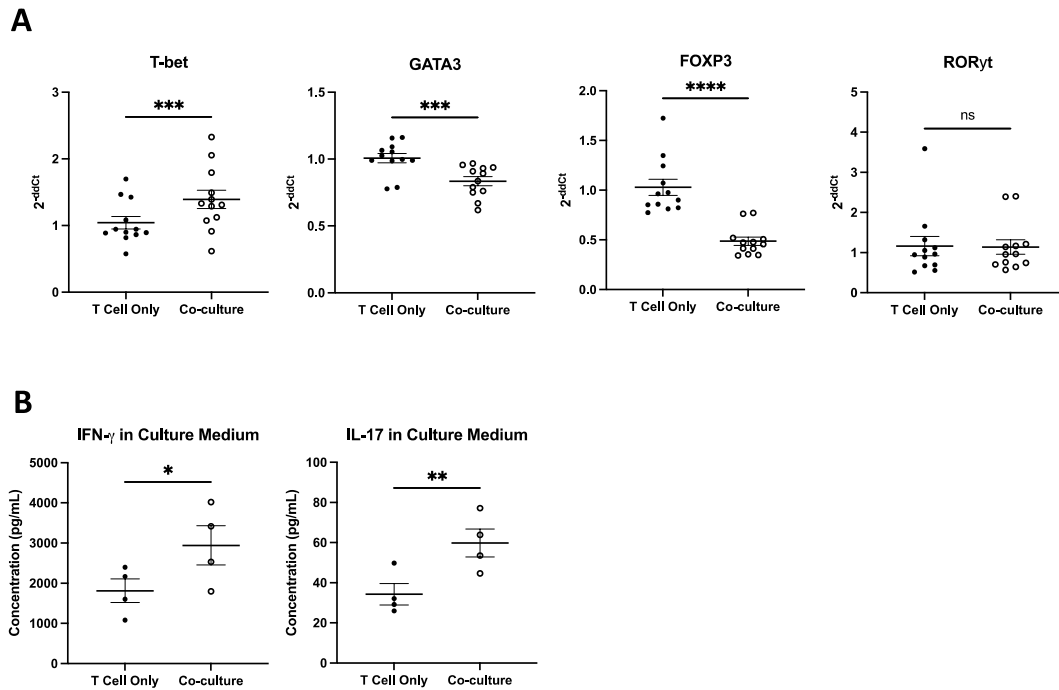 A
T-bet
GATA3
FOXP3
RORγt
***
***
****
ns
2^-ddCt
3
2
1
0
T Cell Only Co-culture
2^-ddCt
1.5
1.0
0.5
0.0
T Cell Only Co-culture
2^-ddCt
2.0
1.5
1.0
0.5
0.0
T Cell Only Co-culture
2^-ddCt
5
4
3
2
1
0
T Cell Only Co-culture
B
IFN-γ in Culture Medium
*
Concentration (pg/mL)
5000
4000
3000
2000
1000
0
T Cell Only Co-culture
IL-17 in Culture Medium
**
Concentration (pg/mL)
100
80
60
40
20
0
T Cell Only Co-culture